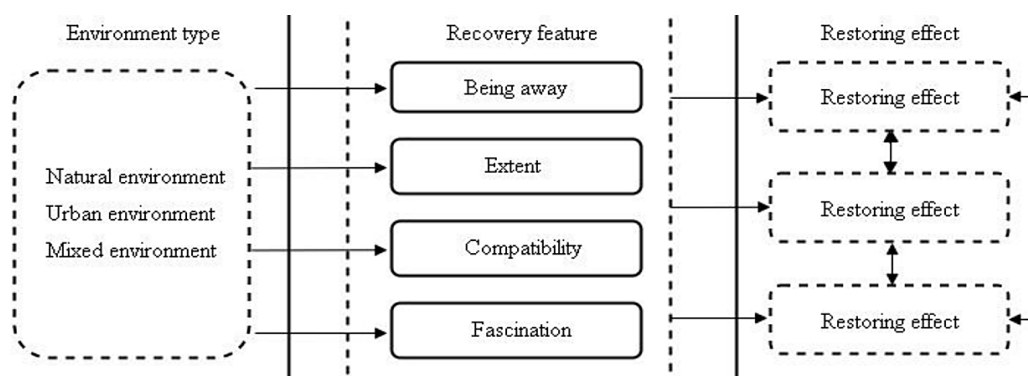 Environment type
Recovery feature
Restoring effect
Natural environment
Urban environment
Mixed environment
Being away
Extent
Compatibility
Fascination
Restoring effect
Restoring effect
Restoring effect